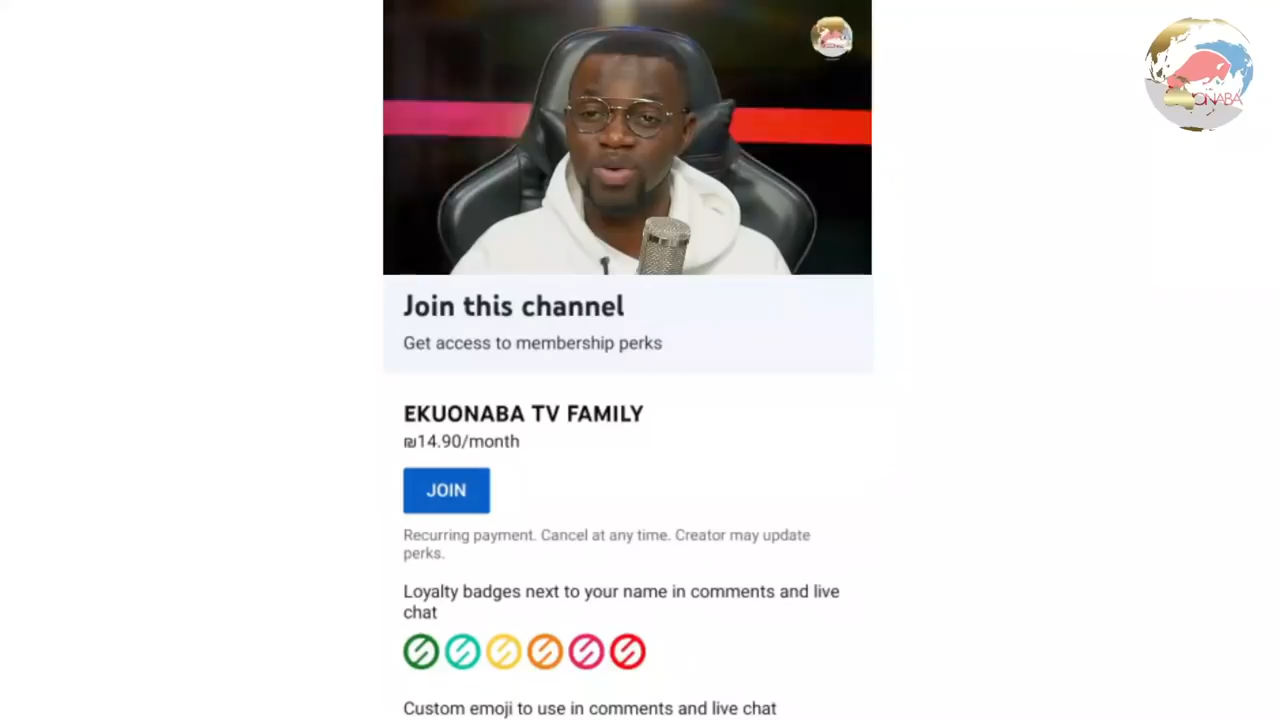 ONABA
Join this channel
Get access to membership perks
EKUONABA TV FAMILY
₪14.90/month
JOIN
Recurring payment. Cancel at any time. Creator may update
perks.
Loyalty badges next to your name in comments and live
chat
Custom emoji to use in comments and live chat